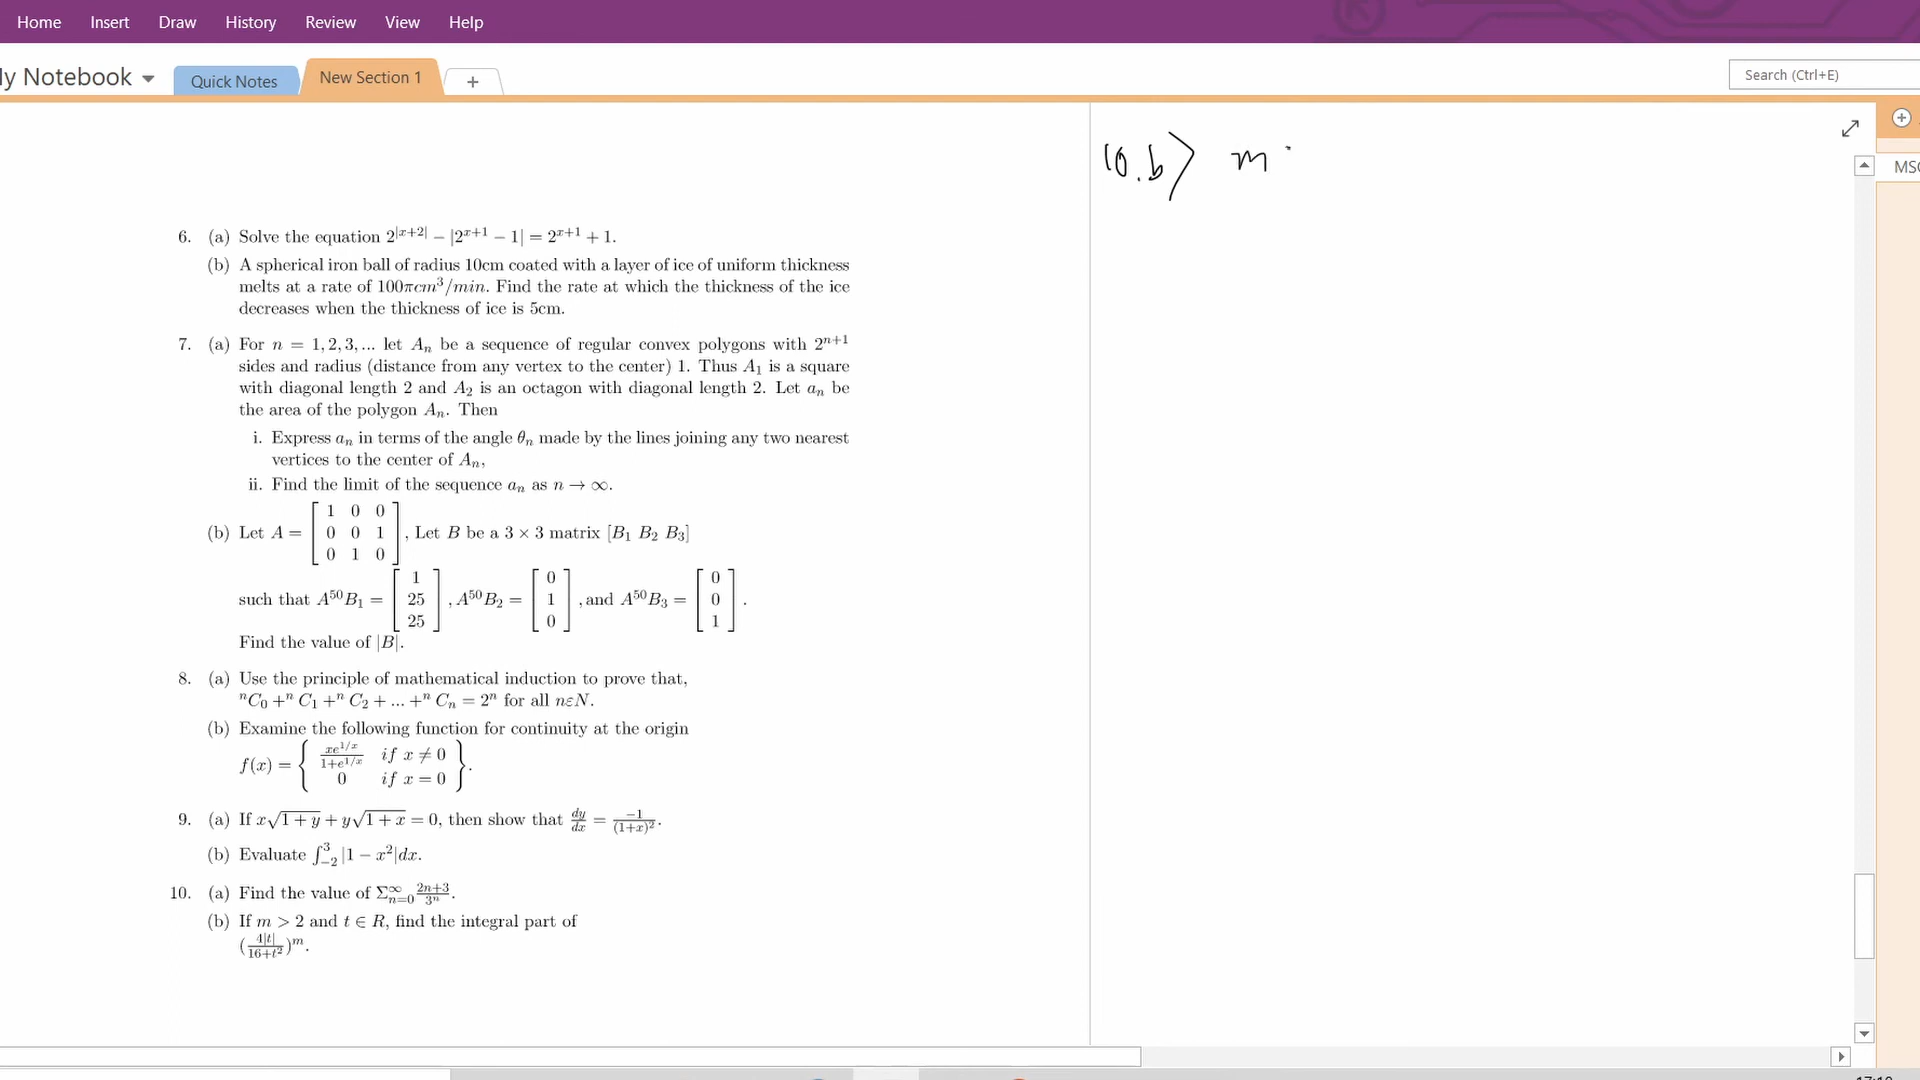 Home Insert Draw History Review View Help
ly Notebook Quick Notes New Section 1 + Search (Ctrl+E)
MS
10.b> m
6. (a) Solve the equation 2^{|x+2|} − |2^{x+1} − 1| = 2^{x+1} + 1.
(b) A spherical iron ball of radius 10cm coated with a layer of ice of uniform thickness
melts at a rate of 100πcm³/min. Find the rate at which the thickness of the ice
decreases when the thickness of ice is 5cm.
7. (a) For n = 1, 2, 3, ... let Aₙ be a sequence of regular convex polygons with 2^{n+1}
sides and radius (distance from any vertex to the center) 1. Thus A₁ is a square
with diagonal length 2 and A₂ is an octagon with diagonal length 2. Let aₙ be
the area of the polygon Aₙ. Then
i. Express aₙ in terms of the angle θₙ made by the lines joining any two nearest
vertices to the center of Aₙ,
ii. Find the limit of the sequence aₙ as n → ∞.
(b) Let A = [1 0 0; 0 0 1; 0 1 0], Let B be a 3 × 3 matrix [B₁ B₂ B₃]
such that A⁵⁰B₁ = [1; 25; 25], A⁵⁰B₂ = [0; 1; 0], and A⁵⁰B₃ = [0; 0; 1].
Find the value of |B|.
8. (a) Use the principle of mathematical induction to prove that,
ⁿC₀ +ⁿ C₁ +ⁿ C₂ + ... +ⁿ Cₙ = 2ⁿ for all nεN.
(b) Examine the following function for continuity at the origin
f(x) = { xe^{1/x}/(1+e^{1/x}) if x ≠ 0; 0 if x = 0 }.
9. (a) If x√(1 + y) + y√(1 + x) = 0, then show that dy/dx = −1/(1+x)².
(b) Evaluate ∫_{−2}^{3} |1 − x²|dx.
10. (a) Find the value of Σ_{n=0}^{∞} (2n+3)/3ⁿ.
(b) If m > 2 and t ∈ R, find the integral part of
(4|t|/(16+t²))^m.